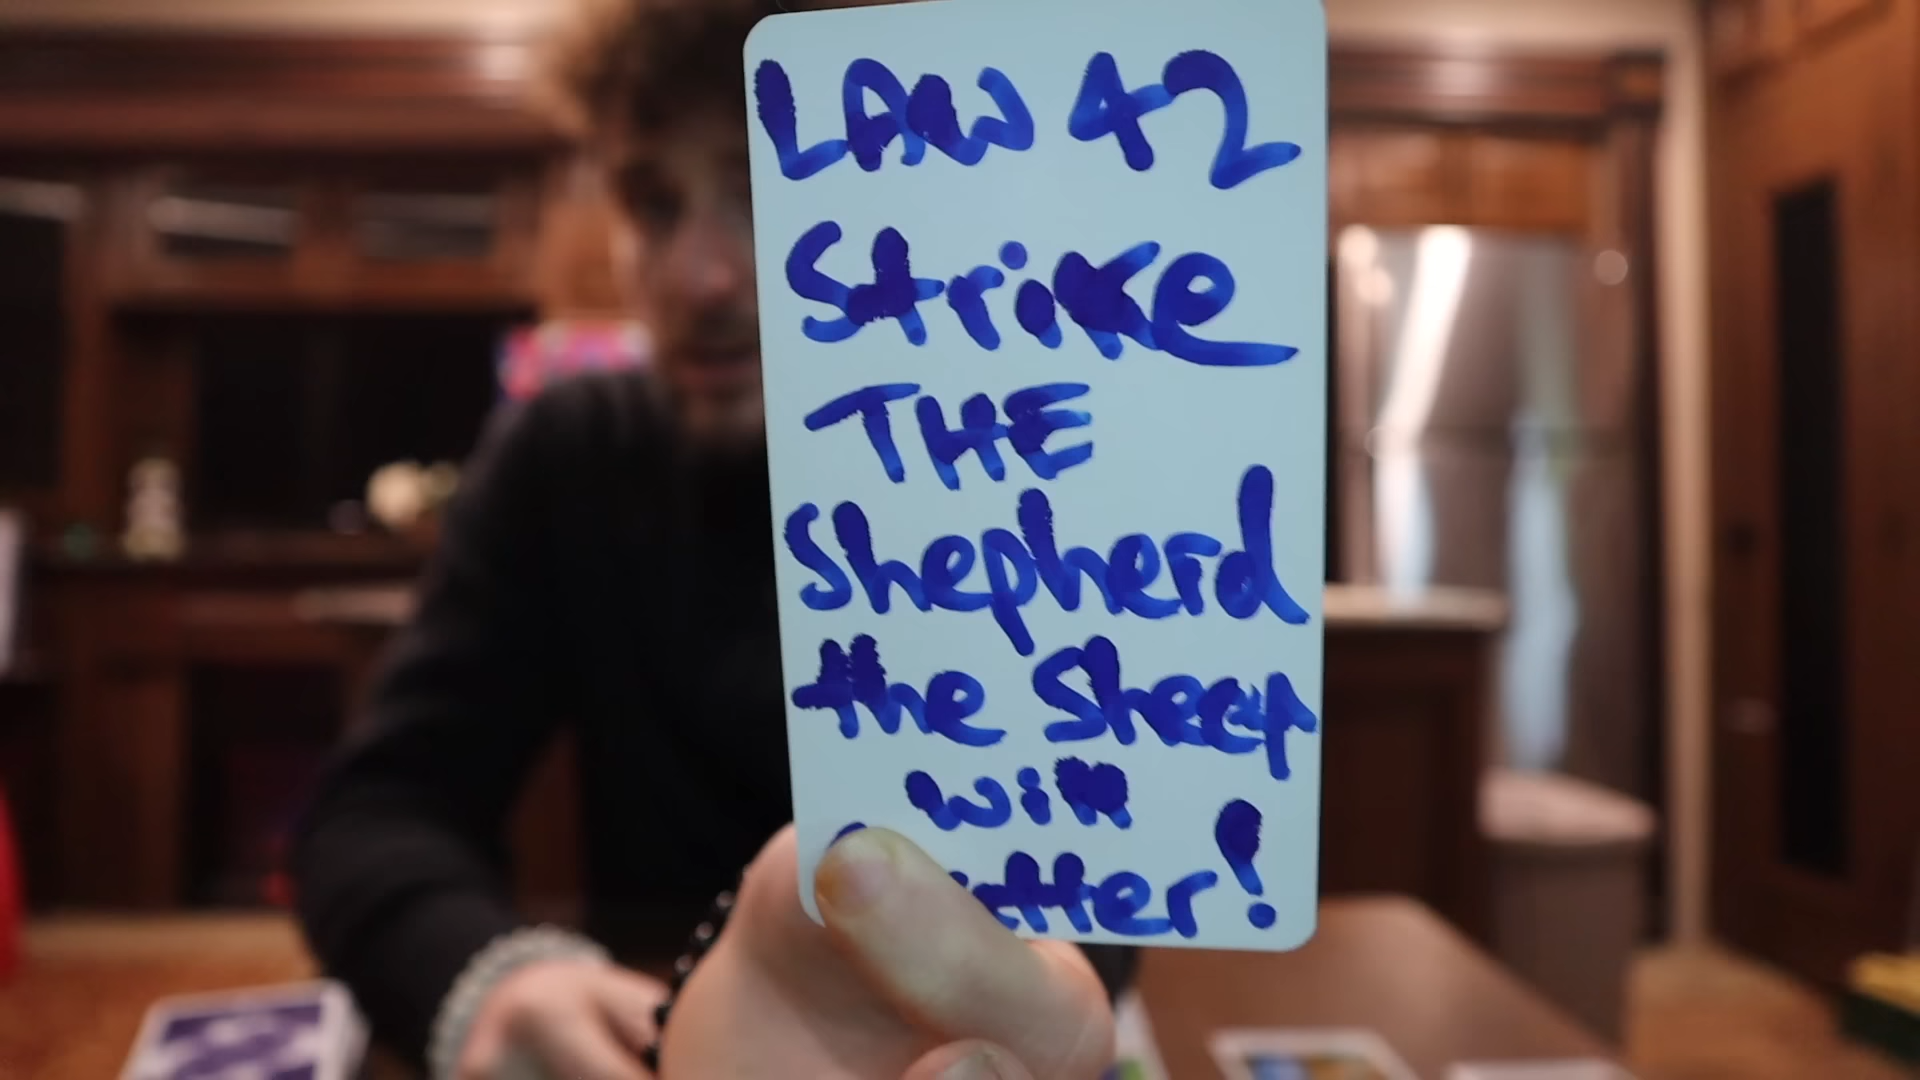 LAW 42
Strike
THE
Shepherd
the Sheep
will